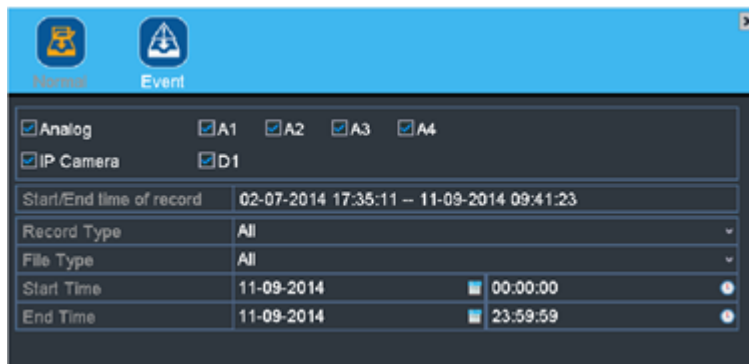 Normal Event
Analog A1 A2 A3 A4
IP Camera D1
Start/End time of record 02-07-2014 17:35:11 -- 11-09-2014 09:41:23
Record Type All
File Type All
Start Time 11-09-2014 00:00:00
End Time 11-09-2014 23:59:59